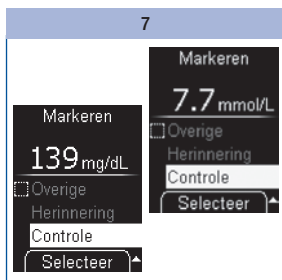 7
Markeren
139 mg/dL
Overige
Herinnering
Controle
Selecteer
Markeren
7.7 mmol/L
Overige
Herinnering
Controle
Selecteer